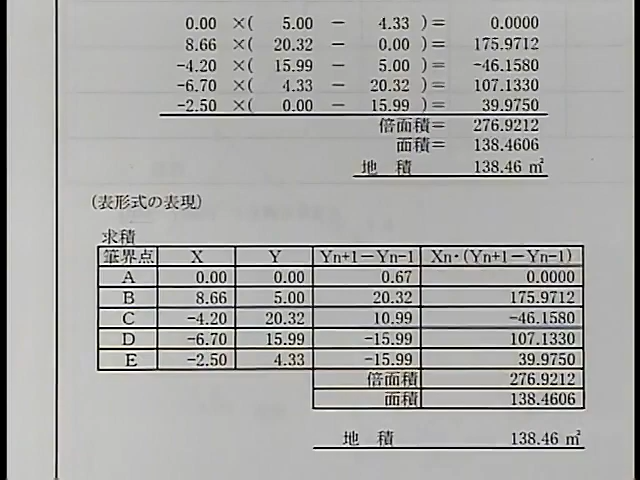 0.00 ×( 5.00 － 4.33 )＝ 0.0000
8.66 ×( 20.32 － 0.00 )＝ 175.9712
-4.20 ×( 15.99 － 5.00 )＝ -46.1580
-6.70 ×( 4.33 － 20.32 )＝ 107.1330
-2.50 ×( 0.00 － 15.99 )＝ 39.9750
倍面積＝ 276.9212
面積＝ 138.4606
地　積 138.46 ㎡
(表形式の表現)
求積
筆界点 X Y Yn+1－Yn-1 Xn・(Yn+1－Yn-1)
A 0.00 0.00 0.67 0.0000
B 8.66 5.00 20.32 175.9712
C -4.20 20.32 10.99 -46.1580
D -6.70 15.99 -15.99 107.1330
E -2.50 4.33 -15.99 39.9750
倍面積 276.9212
面積 138.4606
地　積 138.46 ㎡